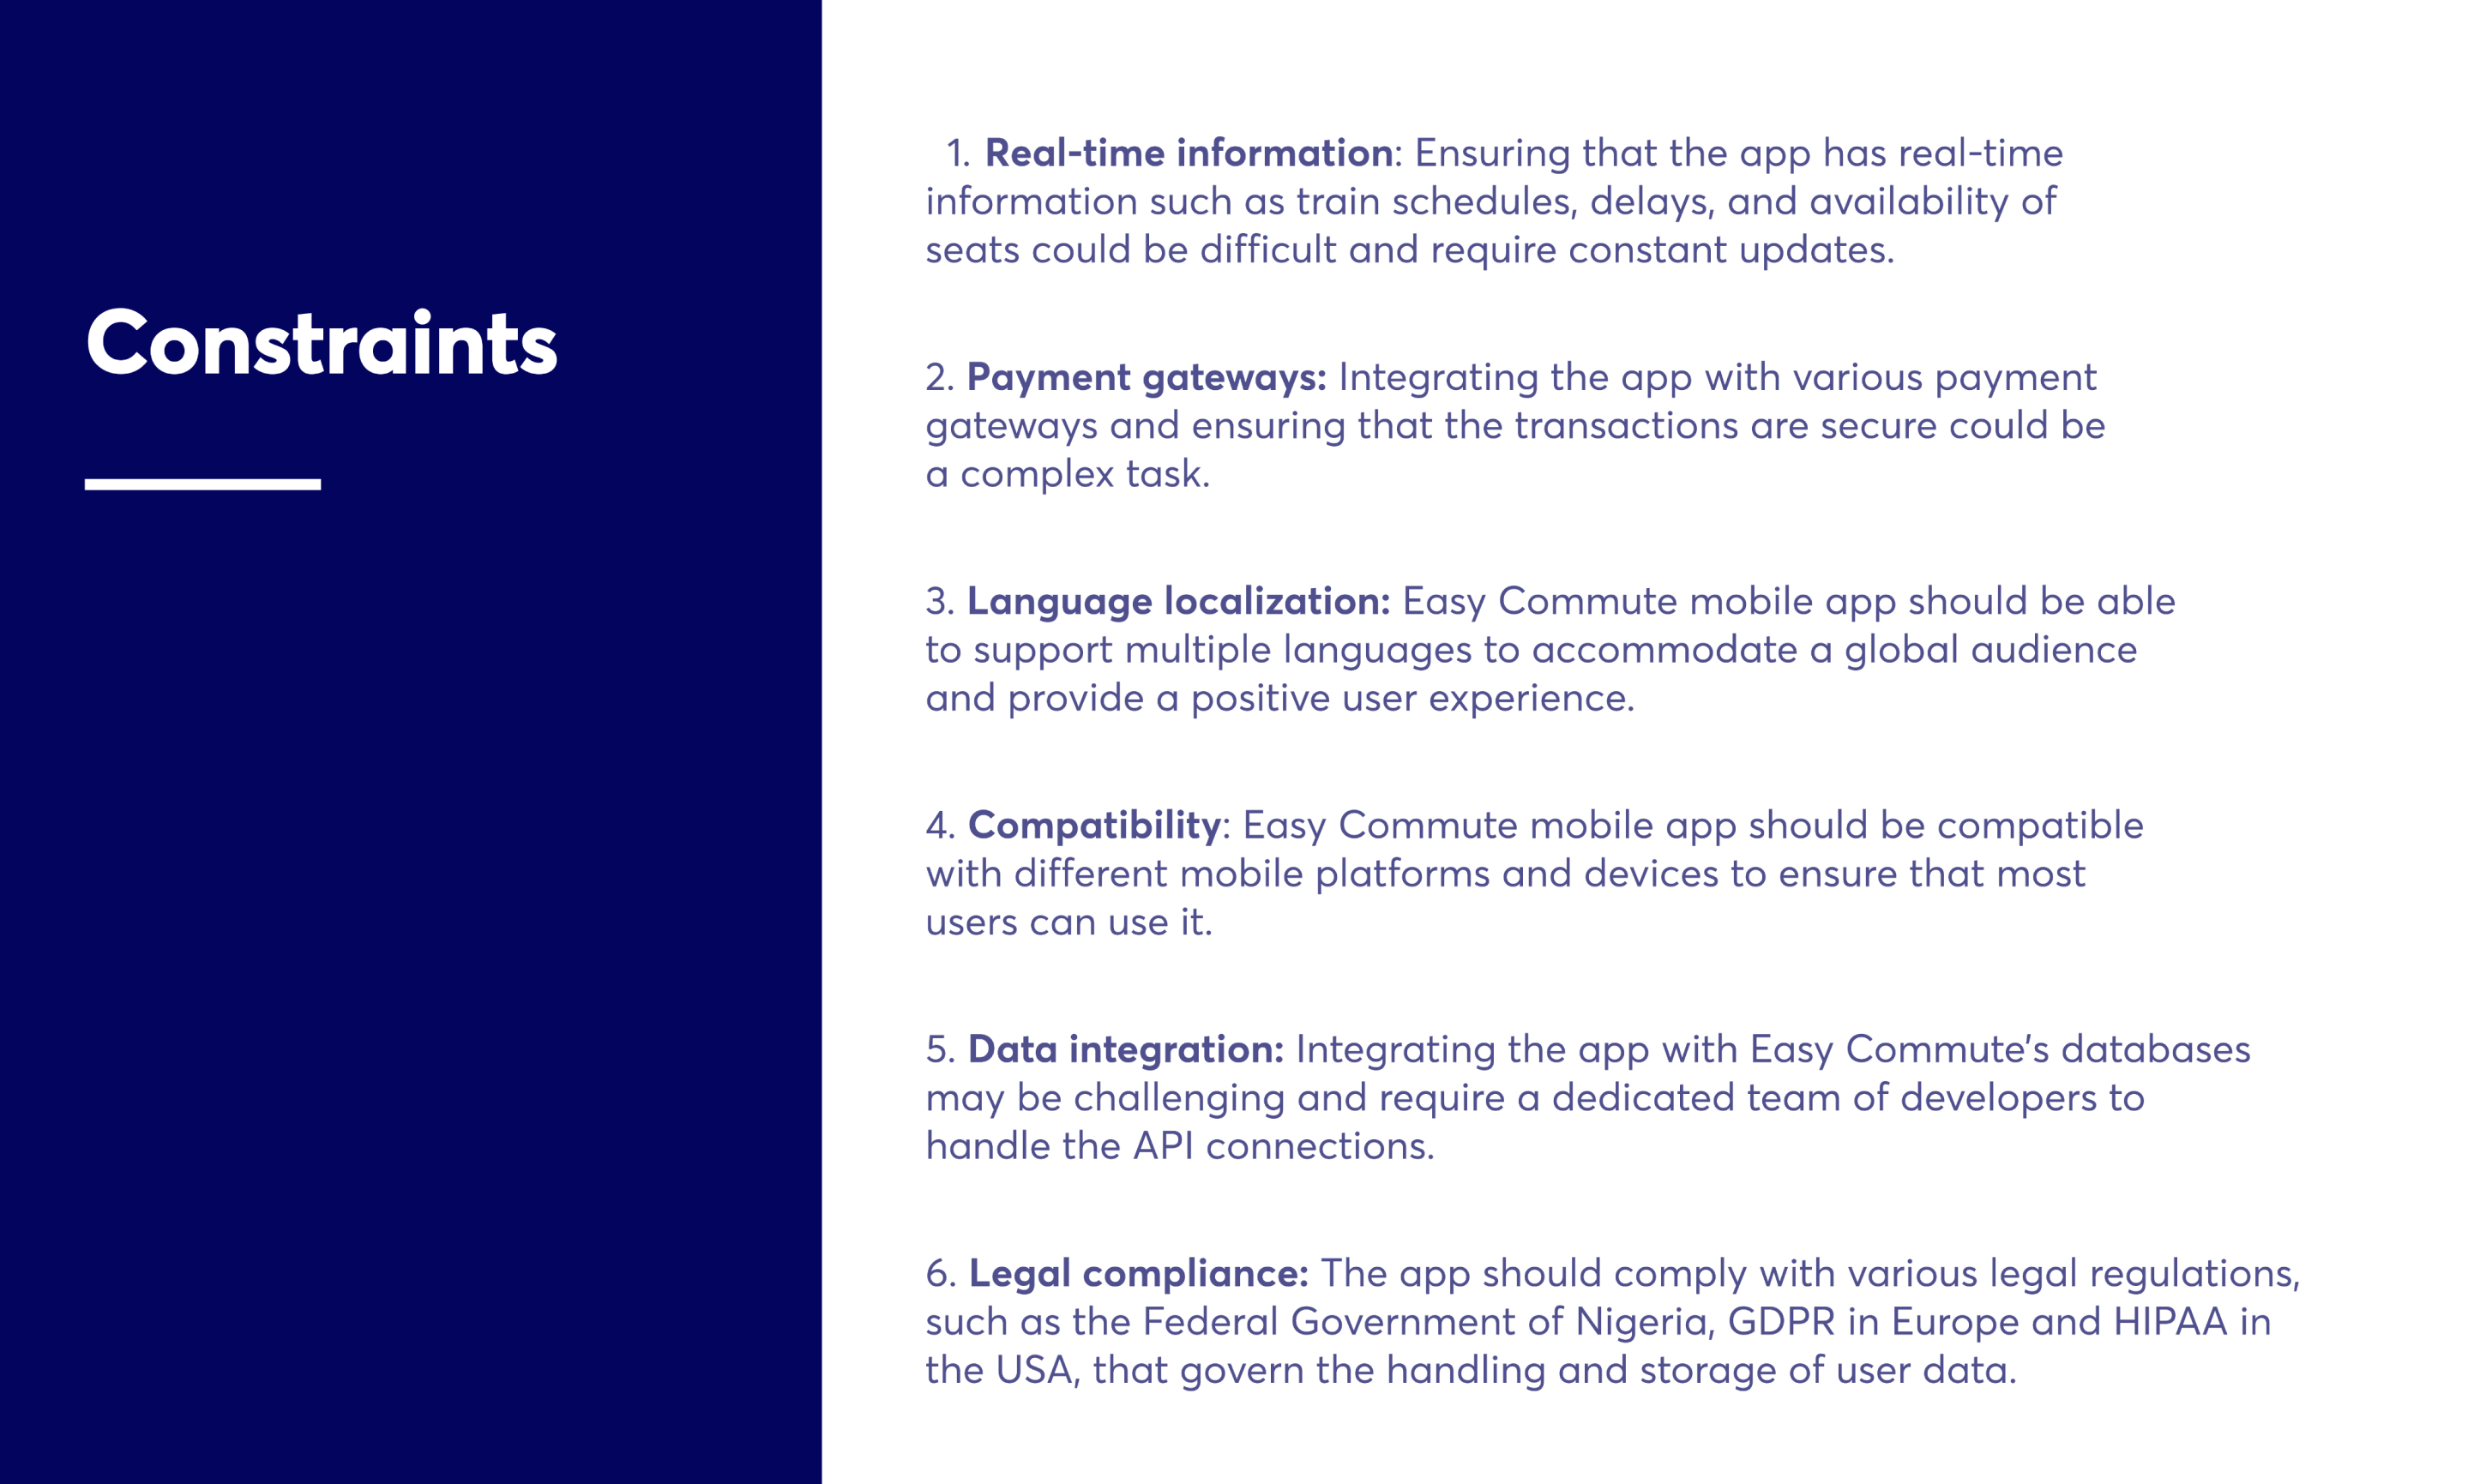 Constraints
1. Real-time information: Ensuring that the app has real-time
information such as train schedules, delays, and availability of
seats could be difficult and require constant updates.
2. Payment gateways: Integrating the app with various payment
gateways and ensuring that the transactions are secure could be
a complex task.
3. Language localization: Easy Commute mobile app should be able
to support multiple languages to accommodate a global audience
and provide a positive user experience.
4. Compatibility: Easy Commute mobile app should be compatible
with different mobile platforms and devices to ensure that most
users can use it.
5. Data integration: Integrating the app with Easy Commute’s databases
may be challenging and require a dedicated team of developers to
handle the API connections.
6. Legal compliance: The app should comply with various legal regulations,
such as the Federal Government of Nigeria, GDPR in Europe and HIPAA in
the USA, that govern the handling and storage of user data.